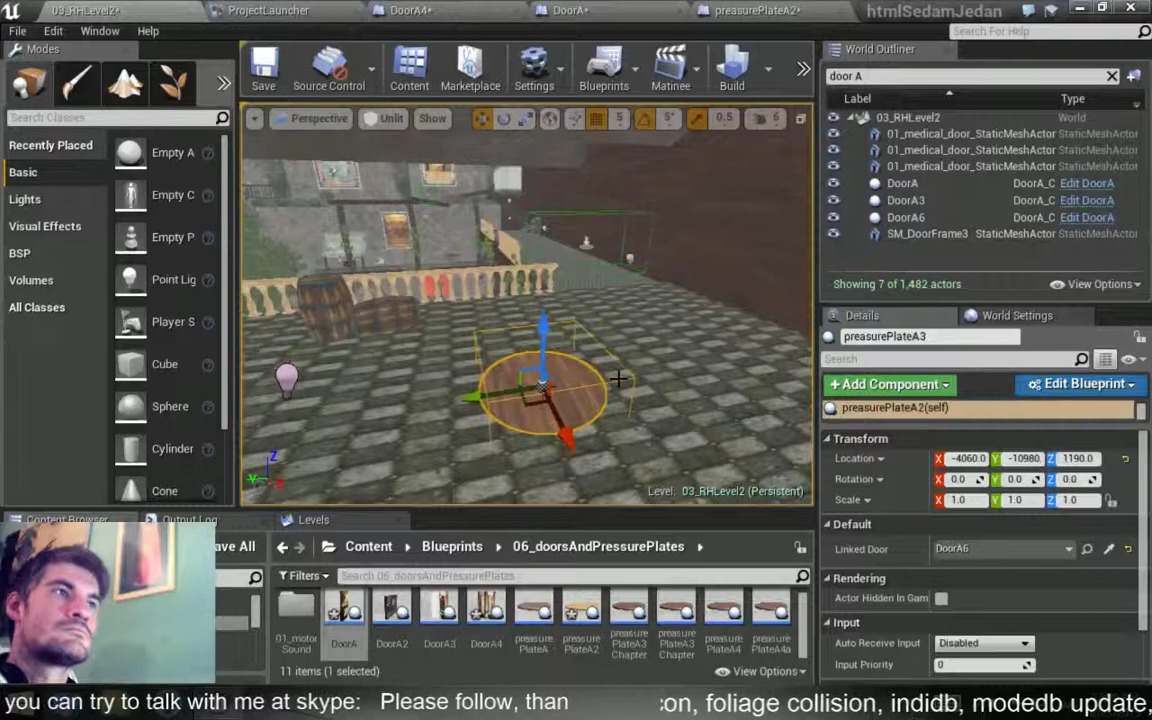 03_RHLevel2*
ProjectLauncher
DoorA4*
DoorA*
preasurePlateA2*
htmlSedamJedan
File Edit Window Help
Search For Help
Modes
Search Classes
Recently Placed
Basic
Lights
Visual Effects
BSP
Volumes
All Classes
Empty A
Empty C
Empty P
Point Lig
Player S
Cube
Sphere
Cylinder
Cone
Save
Source Control
Content
Marketplace
Settings
Blueprints
Matinee
Build
Perspective
Unlit
Show
5
5°
0.5
6
Level: 03_RHLevel2 (Persistent)
World Outliner
door A
Label Type
03_RHLevel2 World
01_medical_door_StaticMeshActor StaticMeshActor
01_medical_door_StaticMeshActor StaticMeshActor
01_medical_door_StaticMeshActor StaticMeshActor
DoorA DoorA_C Edit DoorA
DoorA3 DoorA_C Edit DoorA
DoorA6 DoorA_C Edit DoorA
SM_DoorFrame3 StaticMeshActor StaticMeshActor
Showing 7 of 1,482 actors
View Options
Details
World Settings
preasurePlateA3
Search
+Add Component
Edit Blueprint
preasurePlateA2(self)
Transform
Location X -4060.0 Y -10980. Z 1190.0
Rotation X 0.0 Y 0.0 Z 0.0
Scale X 1.0 Y 1.0 Z 1.0
Default
Linked Door DoorA6
Rendering
Actor Hidden In Gam
Input
Auto Receive Input Disabled
Input Priority 0
Content Browser
Output Log
Levels
ave All
Content
Blueprints
06_doorsAndPressurePlates
Filters
Search 06_doorsAndPressurePlates
01_motor Sound
DoorA
DoorA2
DoorA3
DoorA4
preasure PlateA
preasure PlateA2
preasure PlateA3 Chapter
preasure PlateA3 Chapter
preasure PlateA4
preasure PlateA4a
11 items (1 selected)
View Options
you can try to talk with me at skype: Please follow, than
con, foliage collision, indidb, modedb update,